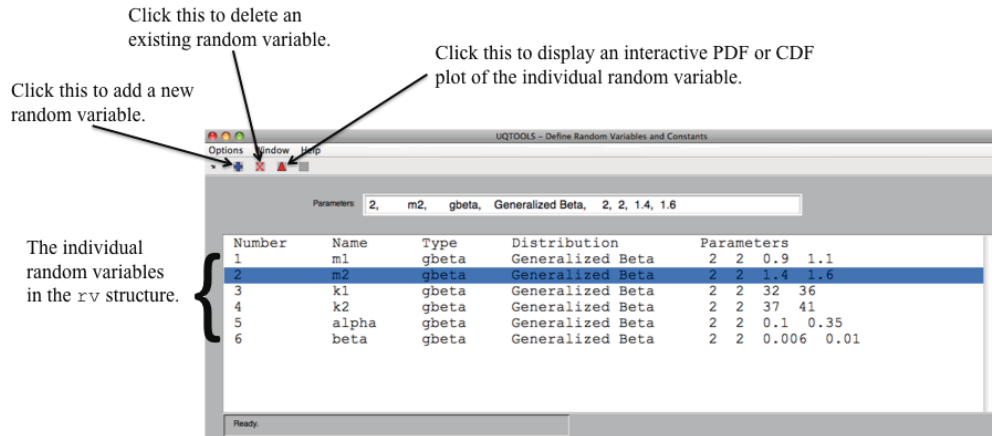 Click this to delete an
existing random variable.
Click this to display an interactive PDF or CDF
plot of the individual random variable.
Click this to add a new
random variable.
UQTOOLS – Define Random Variables and Constants
Options Window Help
Parameters 2, m2, gbeta, Generalized Beta, 2, 2, 1.4, 1.6
The individual
random variables
in the rv structure.
Number Name Type Distribution Parameters
1 m1 gbeta Generalized Beta 2 2 0.9 1.1
2 m2 gbeta Generalized Beta 2 2 1.4 1.6
3 k1 gbeta Generalized Beta 2 2 32 36
4 k2 gbeta Generalized Beta 2 2 37 41
5 alpha gbeta Generalized Beta 2 2 0.1 0.35
6 beta gbeta Generalized Beta 2 2 0.006 0.01
Ready.